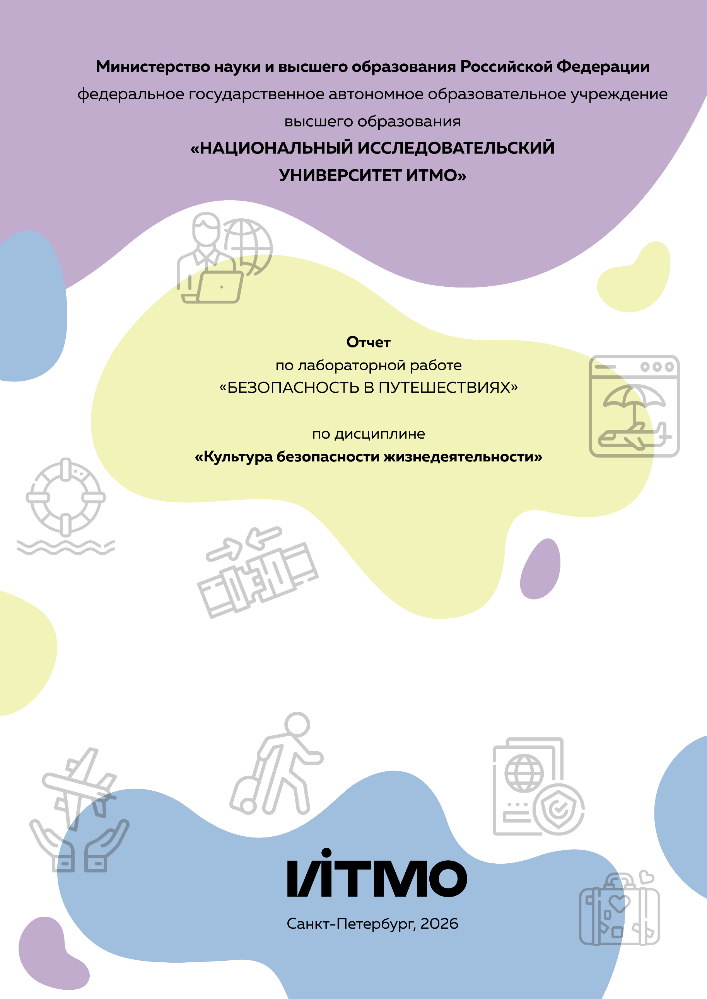 Министерство науки и высшего образования Российской Федерации
федеральное государственное автономное образовательное учреждение
высшего образования
«НАЦИОНАЛЬНЫЙ ИССЛЕДОВАТЕЛЬСКИЙ
УНИВЕРСИТЕТ ИТМО»
Отчет
по лабораторной работе
«БЕЗОПАСНОСТЬ В ПУТЕШЕСТВИЯХ»
по дисциплине
«Культура безопасности жизнедеятельности»
ИТМО
Санкт-Петербург, 2026